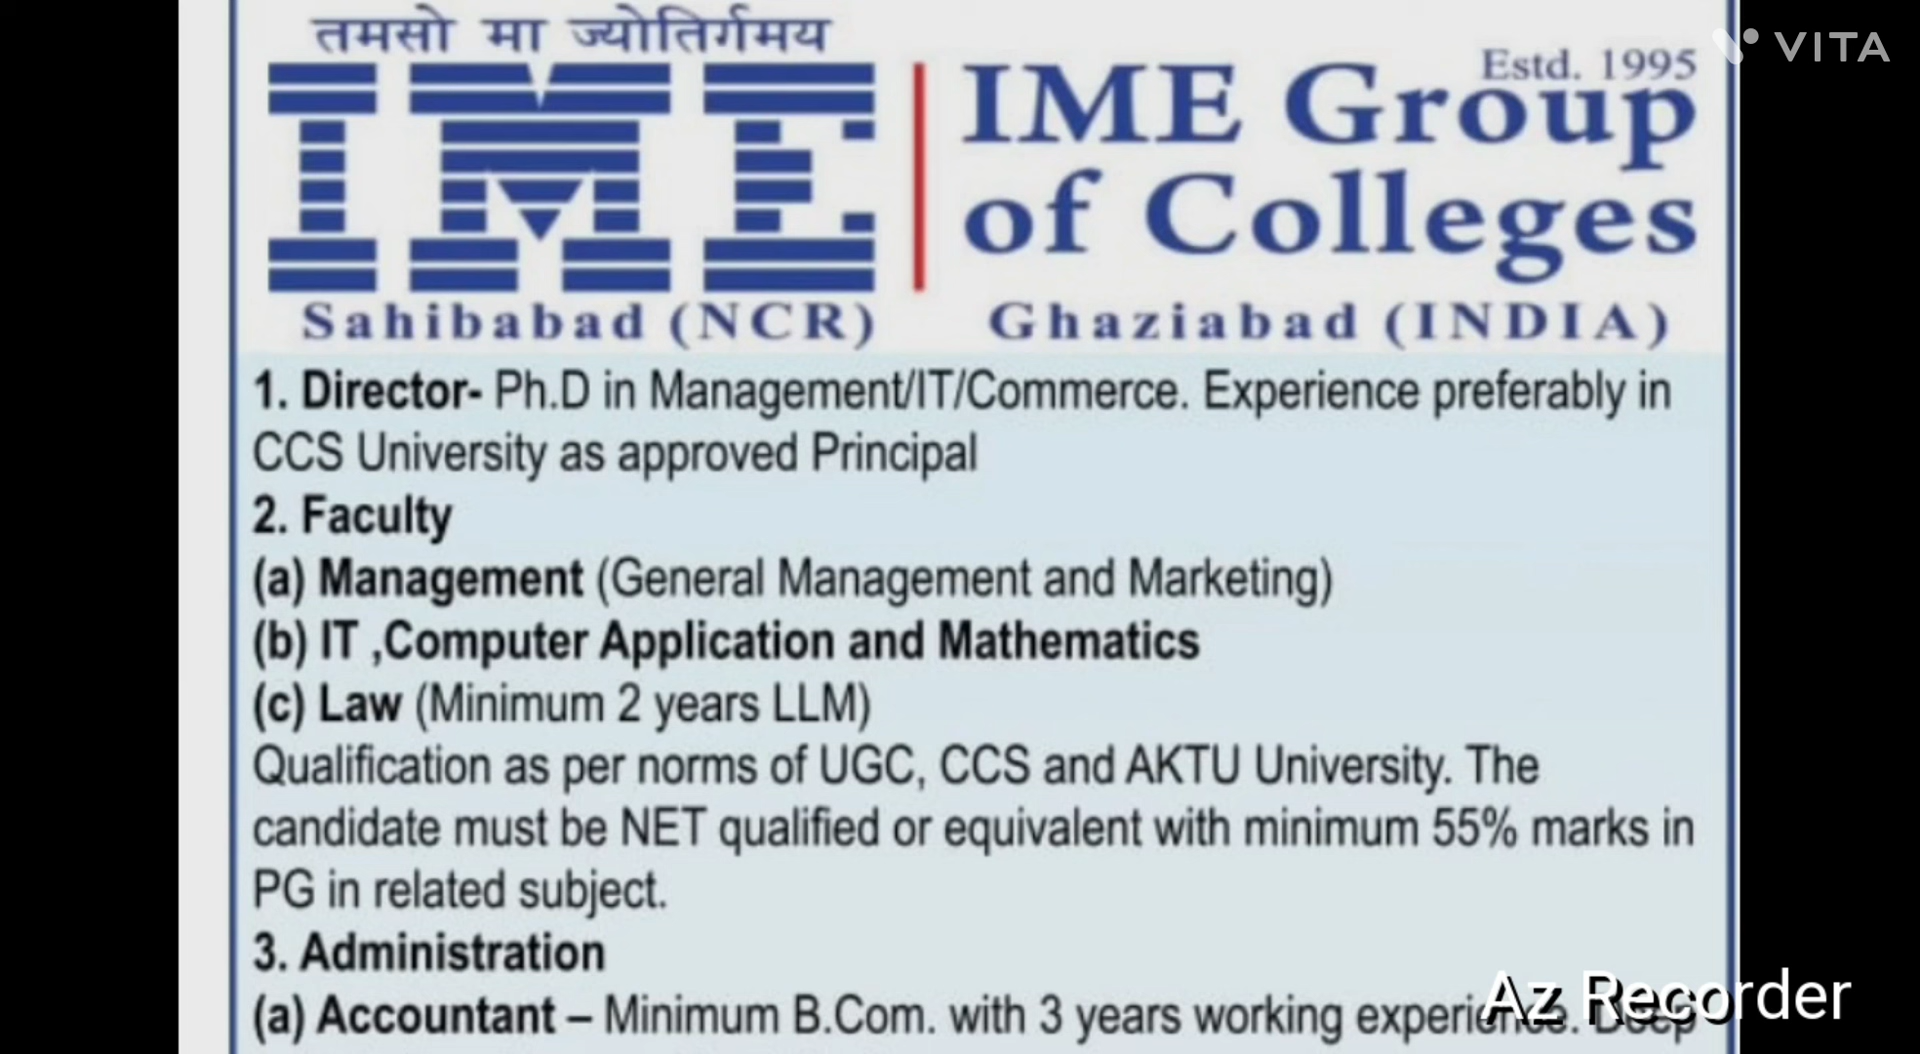 तमसो मा ज्योतिर्गमय
IME
Sahibabad (NCR)
Estd. 1995
IME Group
of Colleges
Ghaziabad (INDIA)
VITA
1. Director- Ph.D in Management/IT/Commerce. Experience preferably in
CCS University as approved Principal
2. Faculty
(a) Management (General Management and Marketing)
(b) IT ,Computer Application and Mathematics
(c) Law (Minimum 2 years LLM)
Qualification as per norms of UGC, CCS and AKTU University. The
candidate must be NET qualified or equivalent with minimum 55% marks in
PG in related subject.
3. Administration
(a) Accountant – Minimum B.Com. with 3 years working experience. Deep
Az Recorder